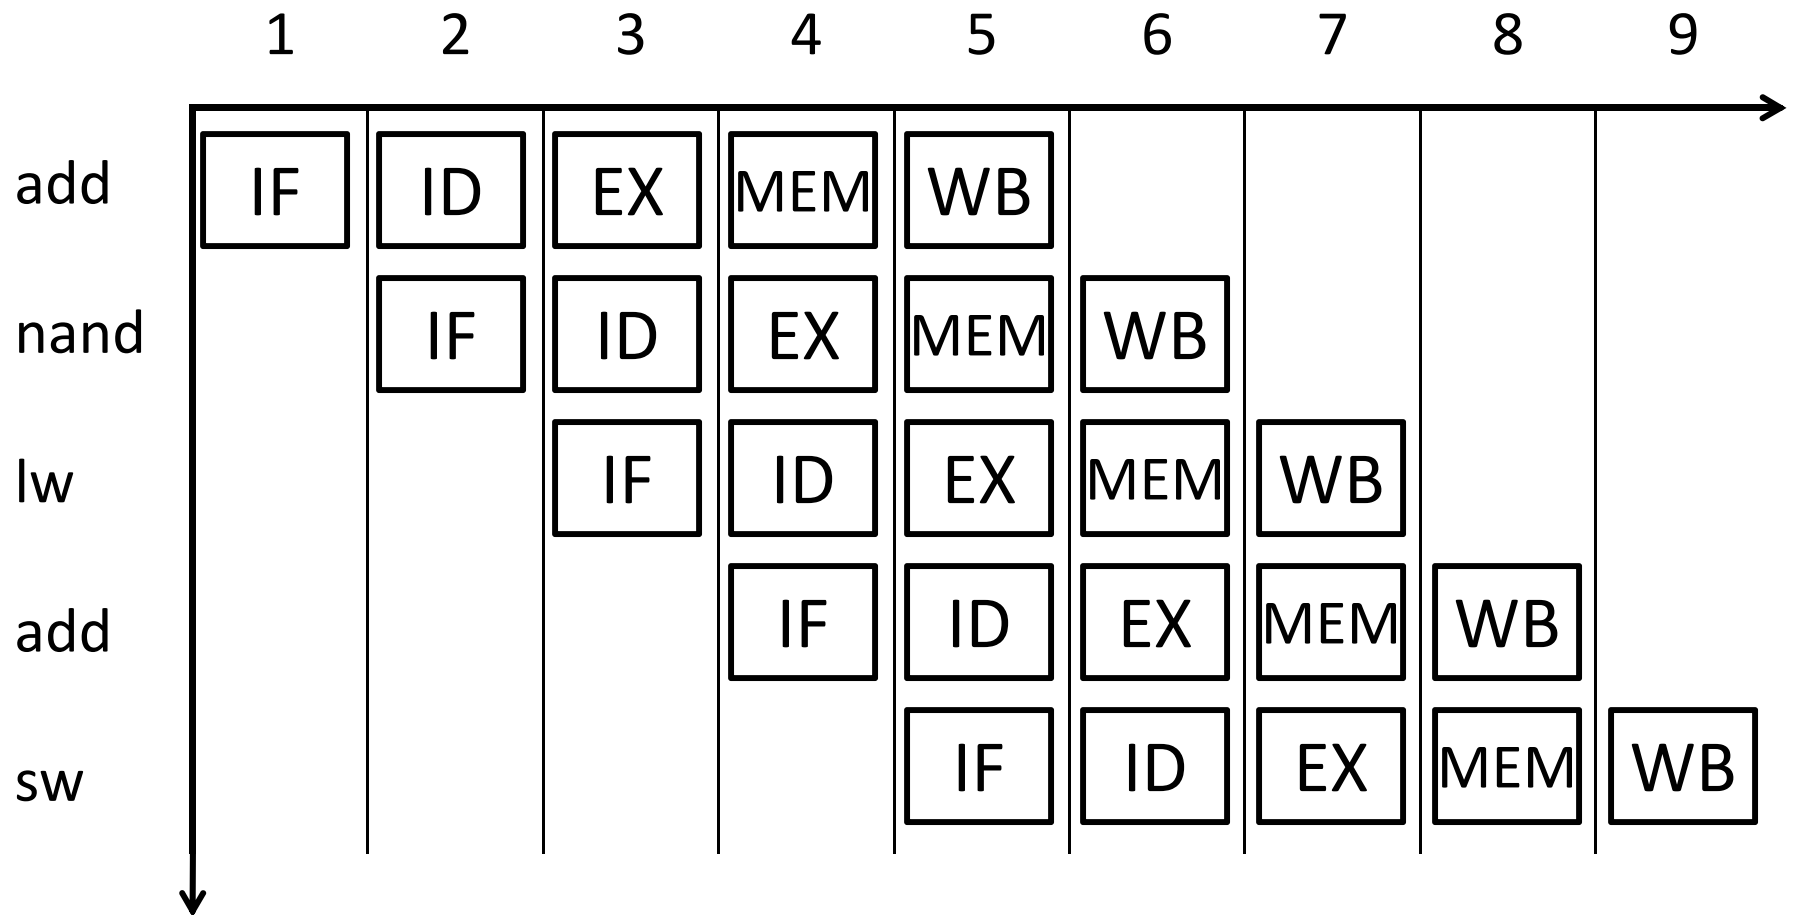 1 2 3 4 5 6 7 8 9
add IF ID EX MEM WB
nand IF ID EX MEM WB
lw IF ID EX MEM WB
add IF ID EX MEM WB
sw IF ID EX MEM WB